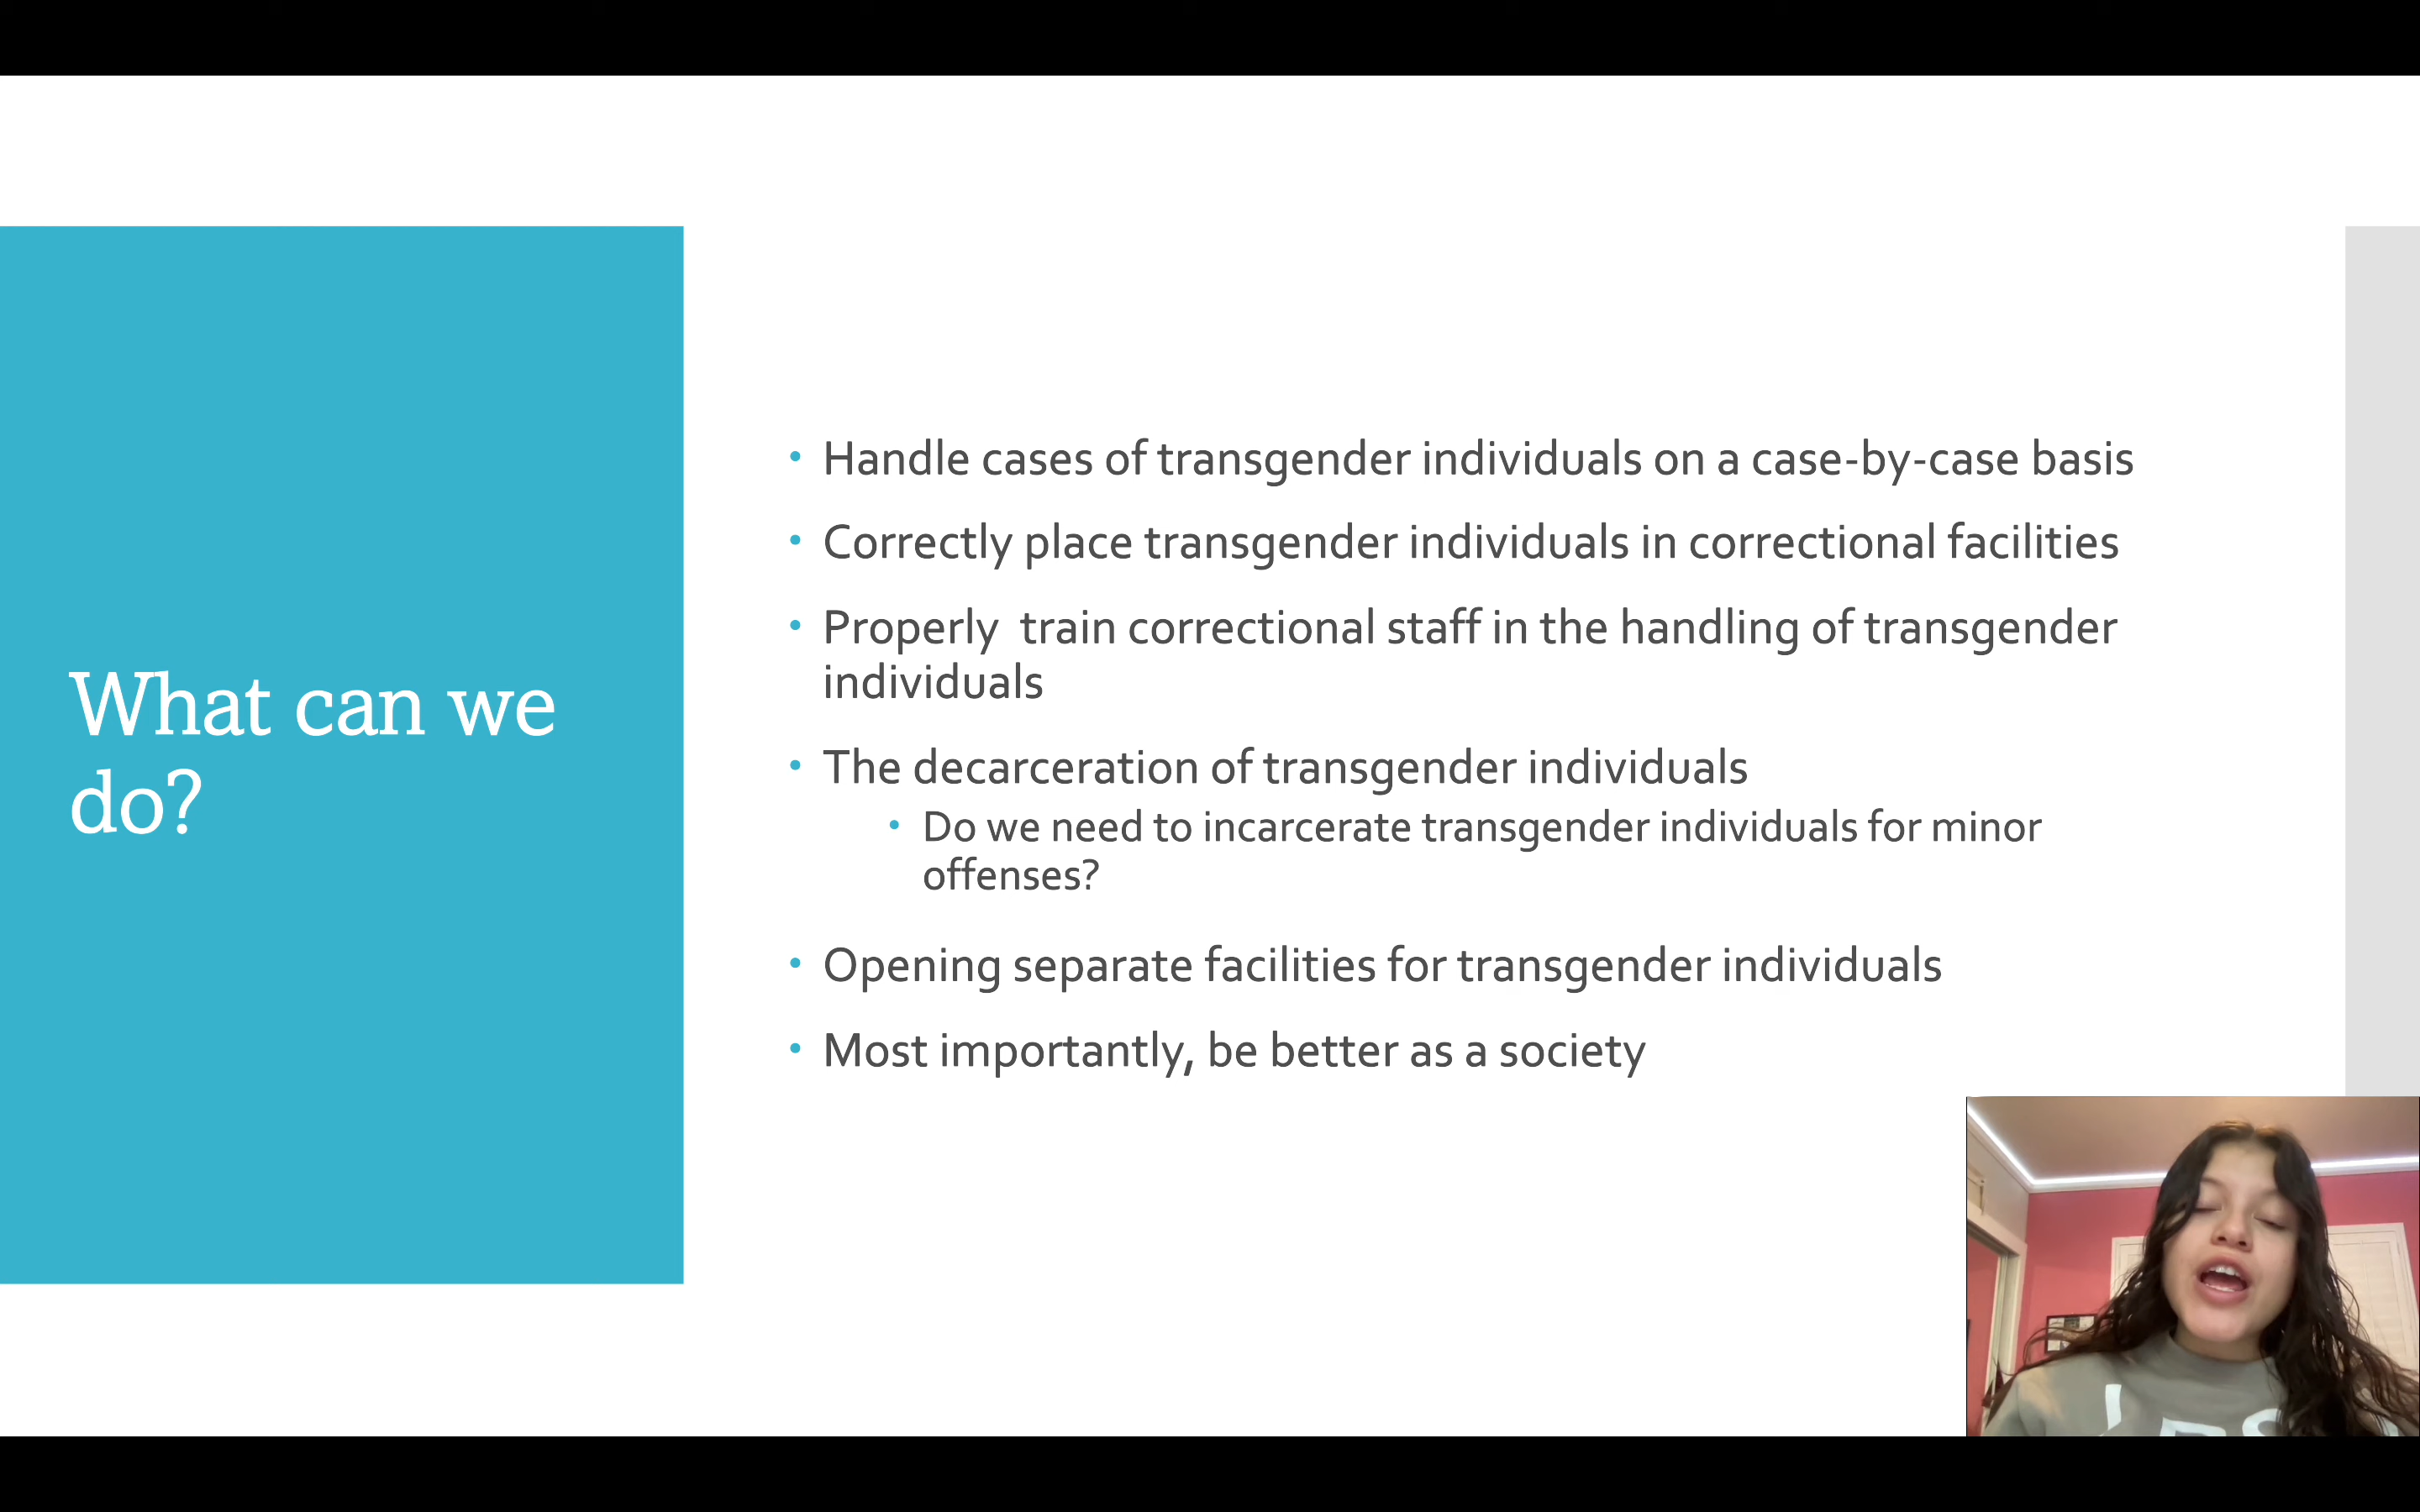 What can we
do?
Handle cases of transgender individuals on a case-by-case basis
Correctly place transgender individuals in correctional facilities
Properly  train correctional staff in the handling of transgender
individuals
The decarceration of transgender individuals
Do we need to incarcerate transgender individuals for minor
offenses?
Opening separate facilities for transgender individuals
Most importantly, be better as a society